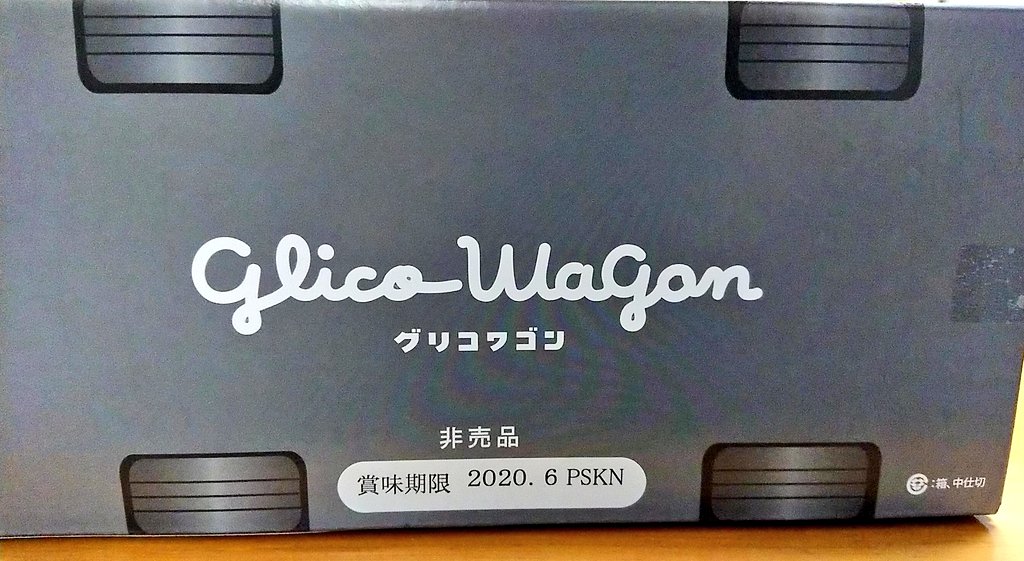 Glico WaGon
グリコワゴン
非売品
賞味期限 2020. 6 PSKN
:箱、中仕切